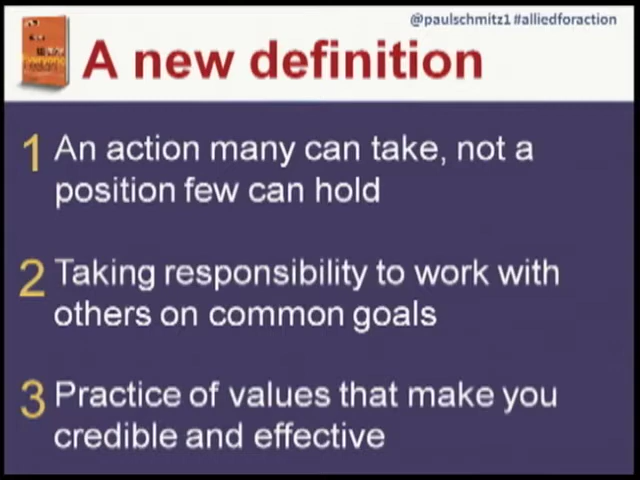 @paulschmitz1 #alliedforaction
Everyone
A new definition
1 An action many can take, not a
position few can hold
2 Taking responsibility to work with
others on common goals
3 Practice of values that make you
credible and effective